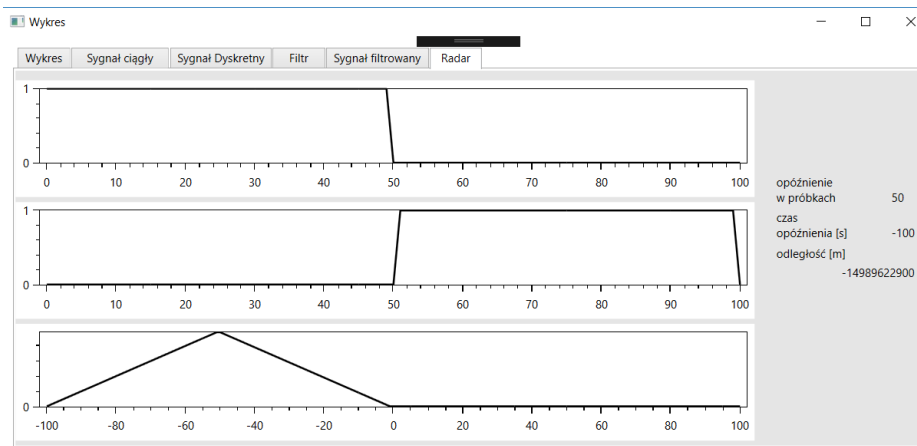 Wykres
Wykres Sygnał ciągły Sygnał Dyskretny Filtr Sygnał filtrowany Radar
1
0
0 10 20 30 40 50 60 70 80 90 100
opóźnienie
w próbkach 50
czas
opóźnienia [s] -100
odległość [m]
-14989622900
1
0
0 10 20 30 40 50 60 70 80 90 100
0
-100 -80 -60 -40 -20 0 20 40 60 80 100